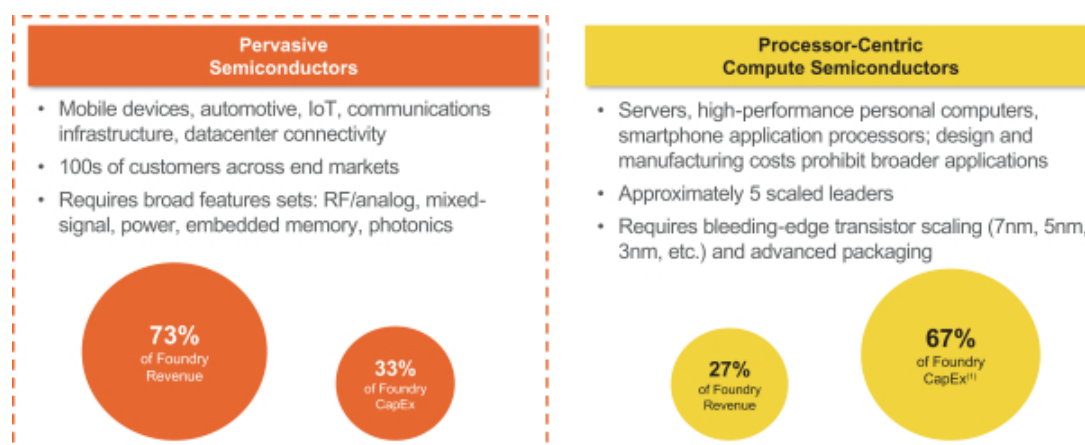 Pervasive
Semiconductors
• Mobile devices, automotive, IoT, communications
infrastructure, datacenter connectivity
• 100s of customers across end markets
• Requires broad features sets: RF/analog, mixed-
signal, power, embedded memory, photonics
73%
of Foundry
Revenue
33%
of Foundry
CapEx
Processor-Centric
Compute Semiconductors
• Servers, high-performance personal computers,
smartphone application processors; design and
manufacturing costs prohibit broader applications
• Approximately 5 scaled leaders
• Requires bleeding-edge transistor scaling (7nm, 5nm,
3nm, etc.) and advanced packaging
27%
of Foundry
Revenue
67%
of Foundry
CapEx⁽¹⁾